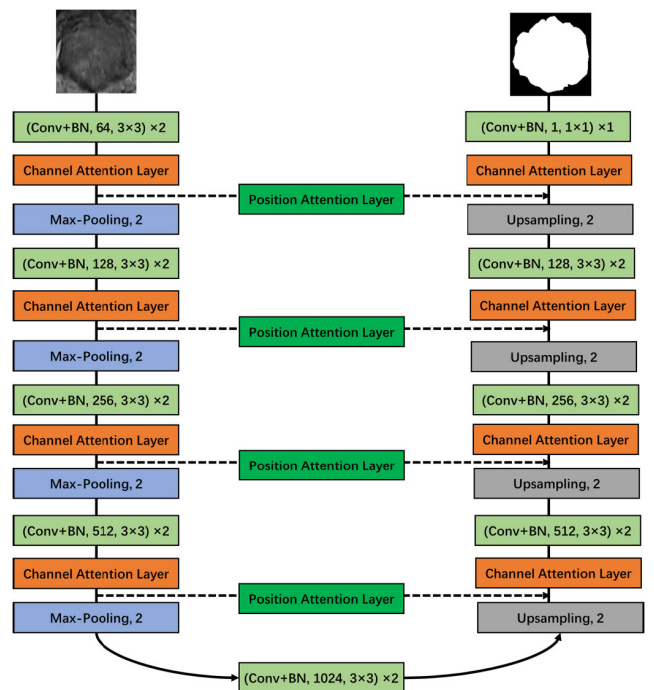 (Conv+BN, 64, 3×3) ×2
Channel Attention Layer
Max-Pooling, 2
(Conv+BN, 128, 3×3) ×2
Channel Attention Layer
Max-Pooling, 2
(Conv+BN, 256, 3×3) ×2
Channel Attention Layer
Max-Pooling, 2
(Conv+BN, 512, 3×3) ×2
Channel Attention Layer
Max-Pooling, 2
Position Attention Layer
Position Attention Layer
Position Attention Layer
Position Attention Layer
(Conv+BN, 1024, 3×3) ×2
(Conv+BN, 1, 1×1) ×1
Channel Attention Layer
Upsampling, 2
(Conv+BN, 128, 3×3) ×2
Channel Attention Layer
Upsampling, 2
(Conv+BN, 256, 3×3) ×2
Channel Attention Layer
Upsampling, 2
(Conv+BN, 512, 3×3) ×2
Channel Attention Layer
Upsampling, 2